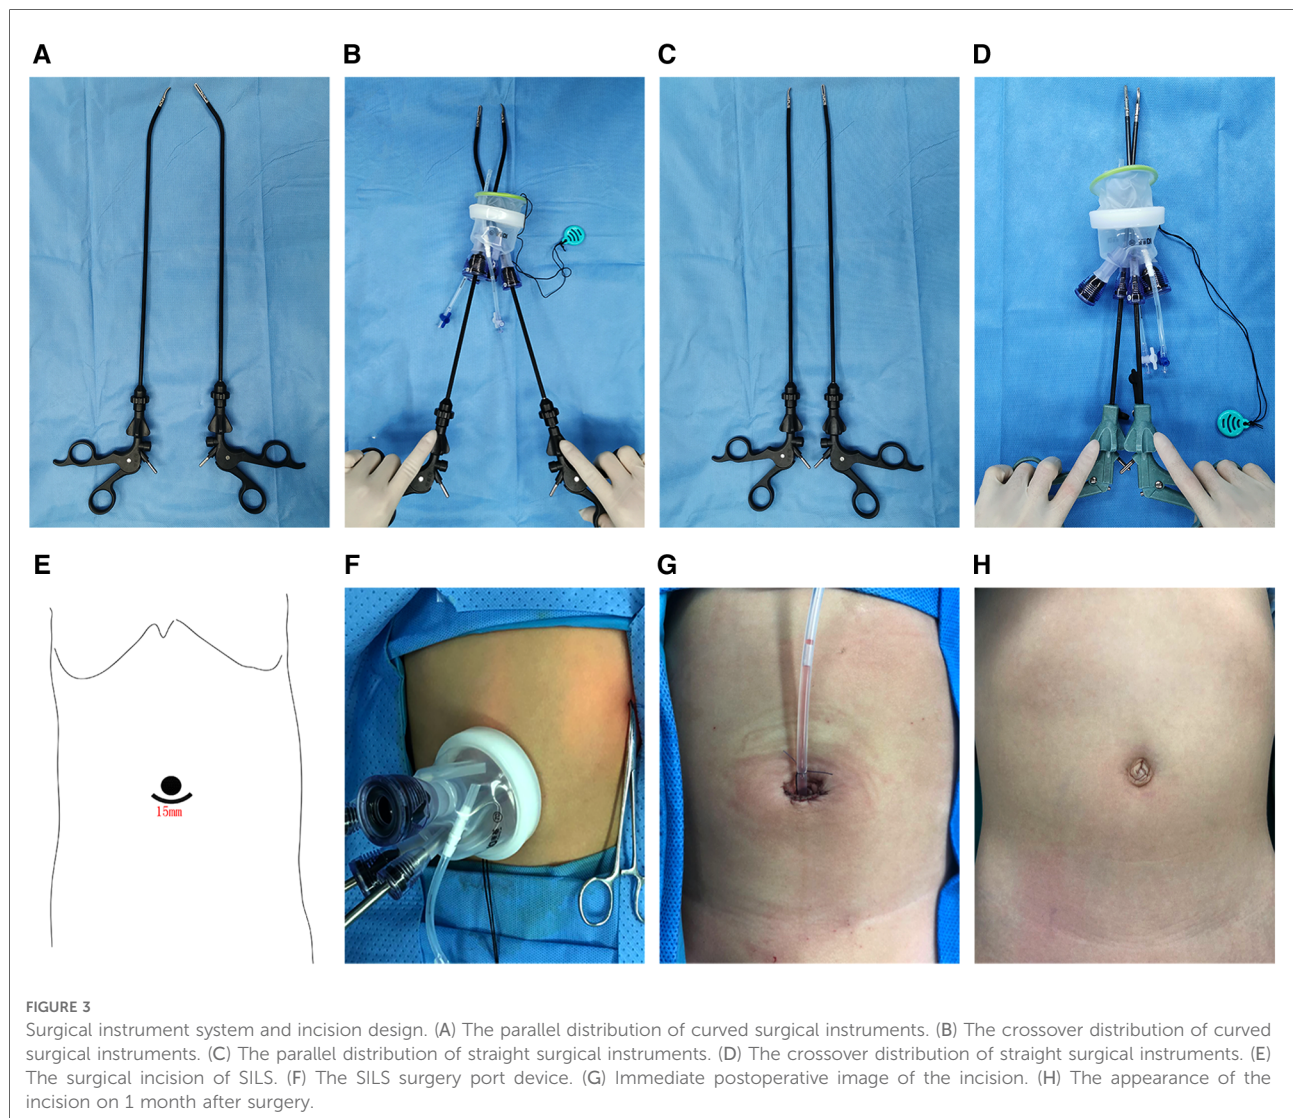 A
B
C
D
E
F
G
H
15mm
FIGURE 3
Surgical instrument system and incision design. (A) The parallel distribution of curved surgical instruments. (B) The crossover distribution of curved
surgical instruments. (C) The parallel distribution of straight surgical instruments. (D) The crossover distribution of straight surgical instruments. (E)
The surgical incision of SILS. (F) The SILS surgery port device. (G) Immediate postoperative image of the incision. (H) The appearance of the
incision on 1 month after surgery.